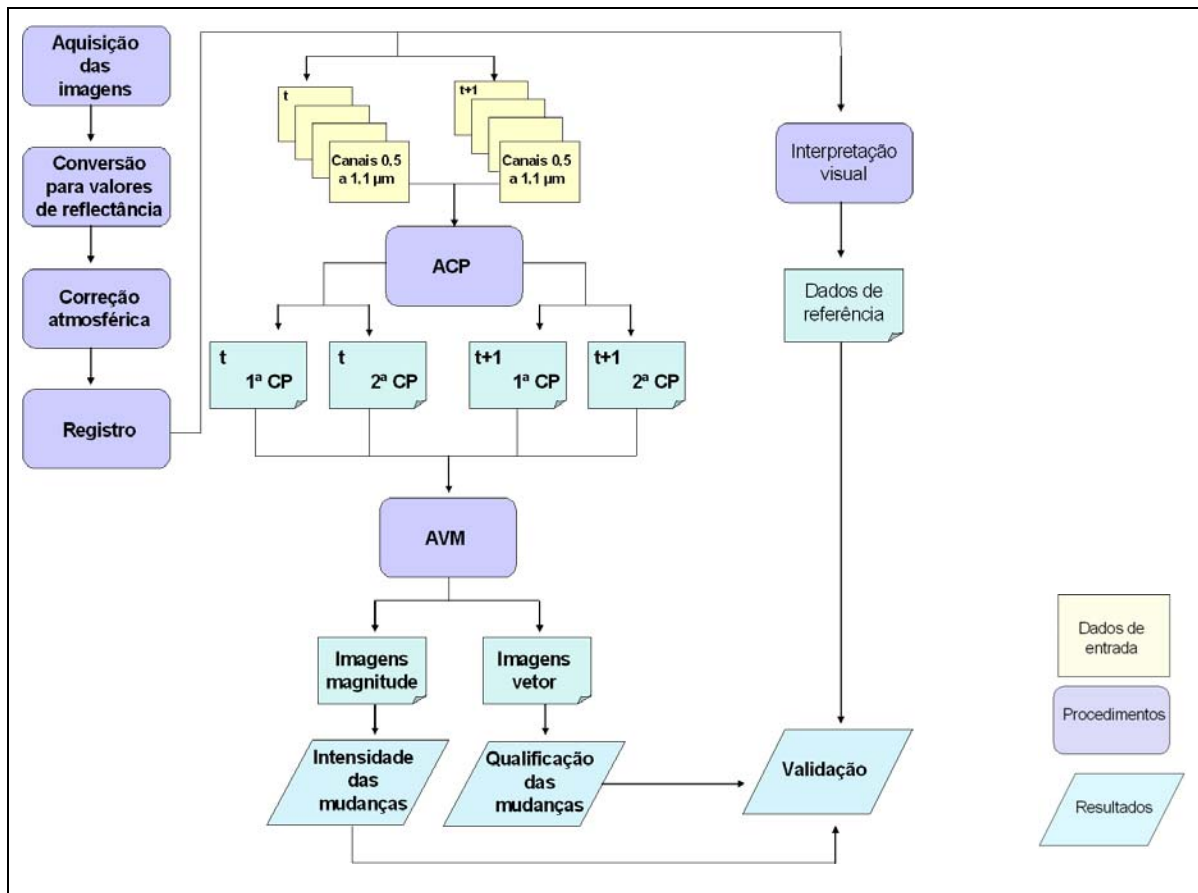 Aquisição
das
imagens
Conversão
para valores
de reflectância
Correção
atmosférica
Registro
t
Canais 0,5
a 1,1 µm
t+1
Canais 0,5
a 1,1 µm
ACP
t
1ª CP
t
2ª CP
t+1
1ª CP
t+1
2ª CP
AVM
Imagens
magnitude
Imagens
vetor
Intensidade
das
mudanças
Qualificação
das
mudanças
Validação
Interpretação
visual
Dados de
referência
Dados de
entrada
Procedimentos
Resultados